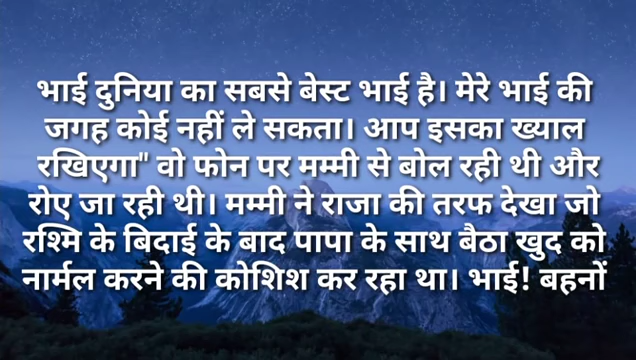 भाई दुनिया का सबसे बेस्ट भाई है। मेरे भाई की
जगह कोई नहीं ले सकता। आप इसका ख्याल
रखिएगा" वो फोन पर मम्मी से बोल रही थी और
रोए जा रही थी। मम्मी ने राजा की तरफ देखा जो
रश्मि के बिदाई के बाद पापा के साथ बैठा खुद को
नार्मल करने की कोशिश कर रहा था। भाई! बहनों